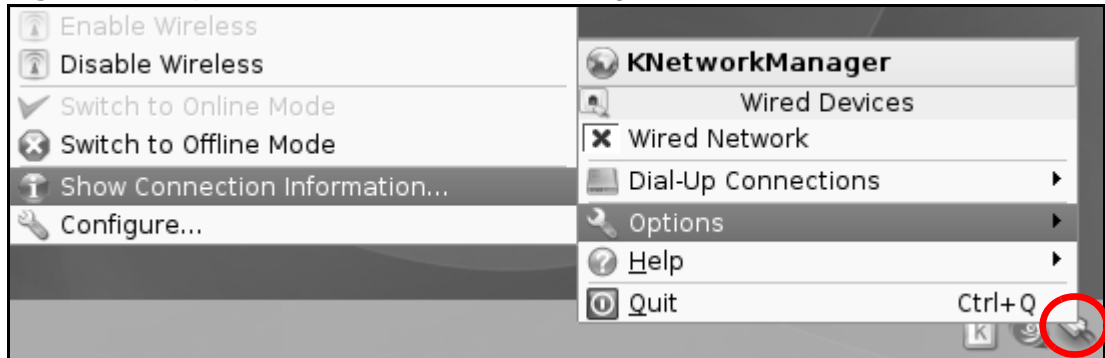 Enable Wireless
Disable Wireless
Switch to Online Mode
Switch to Offline Mode
Show Connection Information...
Configure...
KNetworkManager
Wired Devices
Wired Network
Dial-Up Connections
Options
Help
Quit Ctrl+Q
K